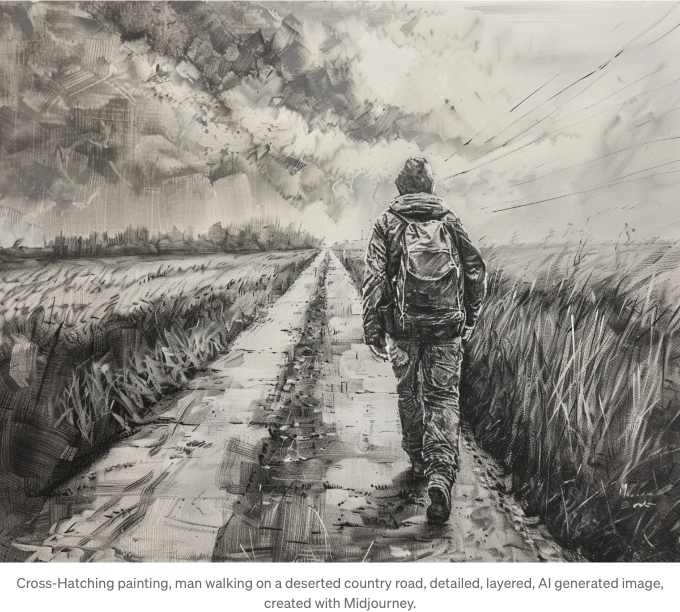 Cross-Hatching painting, man walking on a deserted country road, detailed, layered, AI generated image,
created with Midjourney.